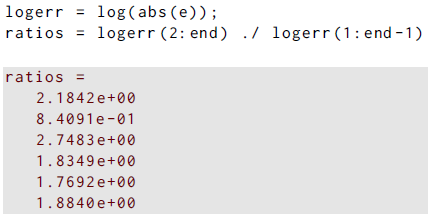 logerr = log(abs(e));
ratios = logerr(2:end) ./ logerr(1:end-1)
ratios =
2.1842e+00
8.4091e-01
2.7483e+00
1.8349e+00
1.7692e+00
1.8840e+00